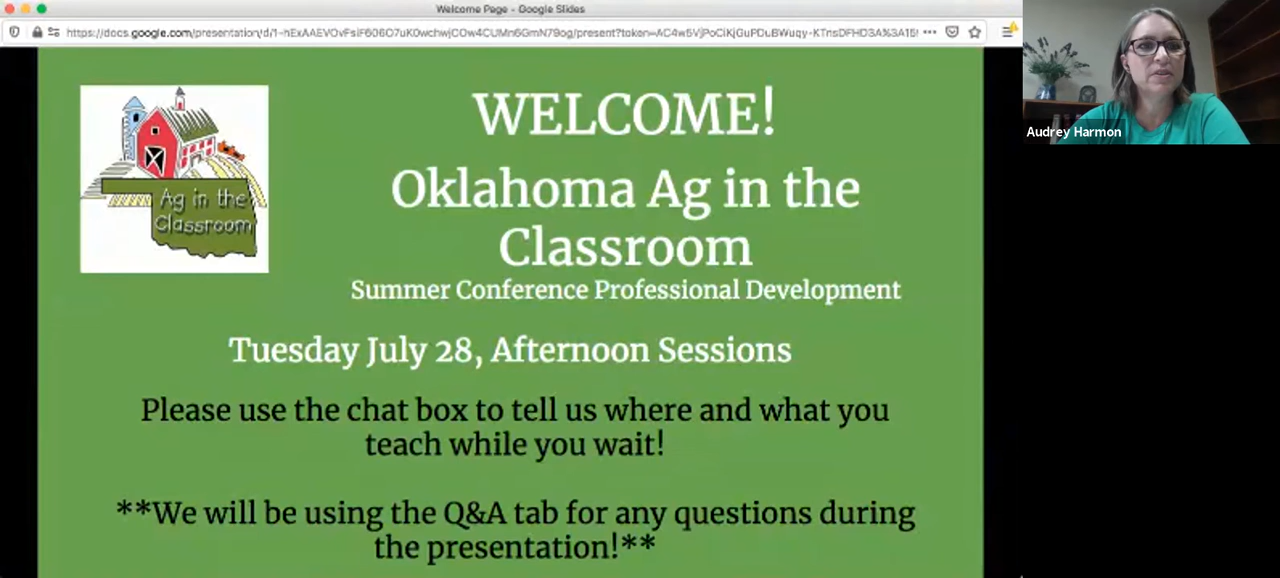 Welcome Page - Google Slides
WELCOME!
Oklahoma Ag in the
Classroom
Summer Conference Professional Development
Ag in the
Classroom
Tuesday July 28, Afternoon Sessions
Please use the chat box to tell us where and what you
teach while you wait!
**We will be using the Q&A tab for any questions during
the presentation!**
Audrey Harmon